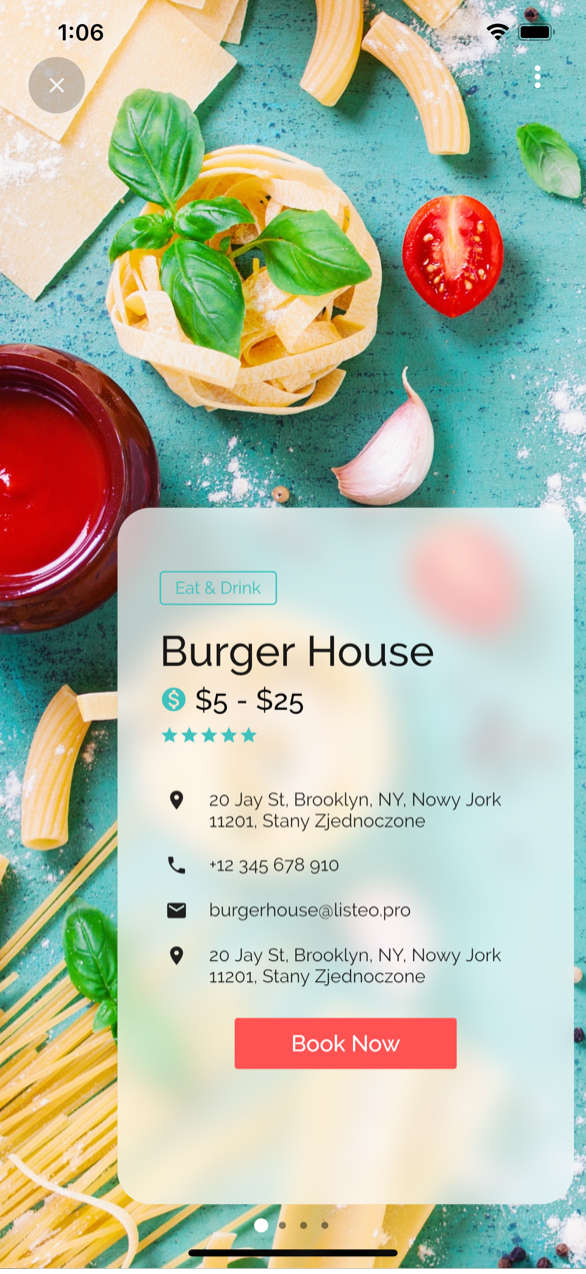 1:06
Eat & Drink
Burger House
$5 - $25
20 Jay St, Brooklyn, NY, Nowy Jork
11201, Stany Zjednoczone
+12 345 678 910
burgerhouse@listeo.pro
20 Jay St, Brooklyn, NY, Nowy Jork
11201, Stany Zjednoczone
Book Now